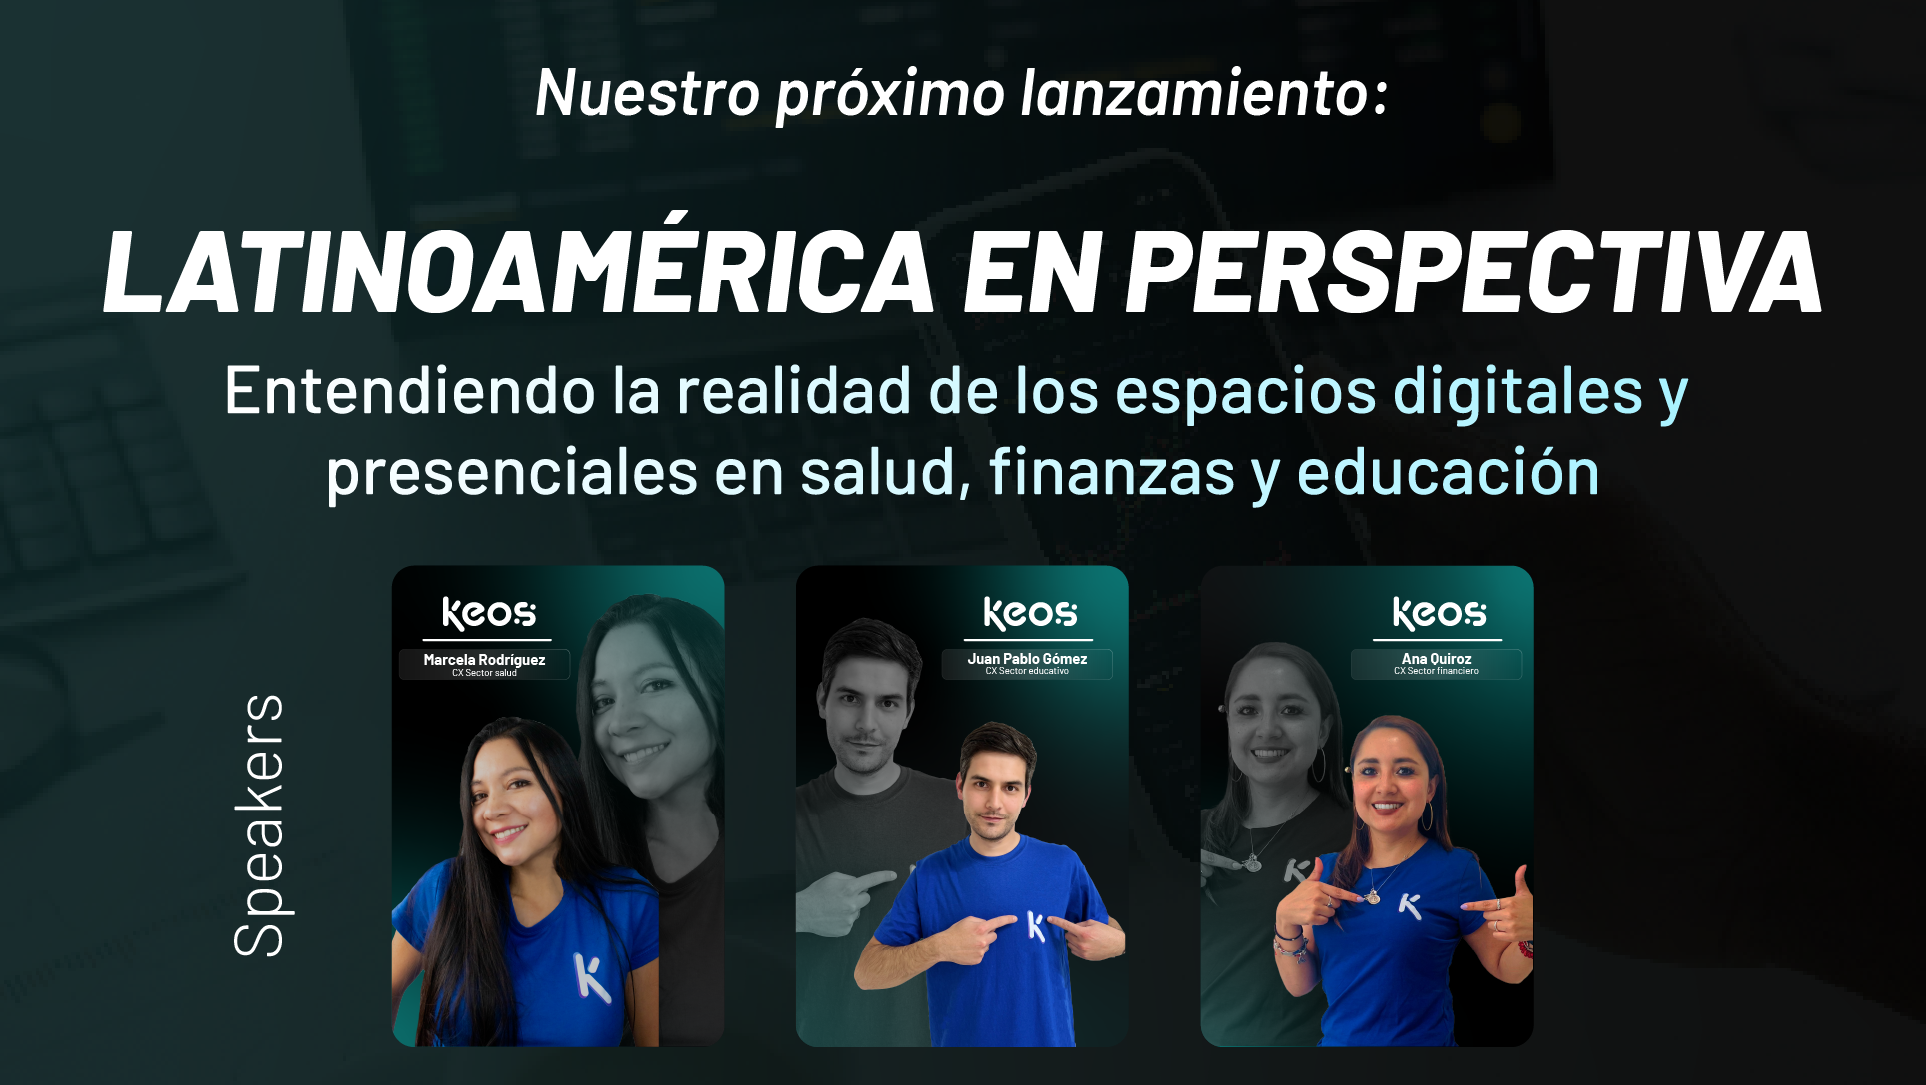 Nuestro próximo lanzamiento:
LATINOAMÉRICA EN PERSPECTIVA
Entendiendo la realidad de los espacios digitales y
presenciales en salud, finanzas y educación
Speakers
Keos
Marcela Rodríguez
CX Sector salud
K
Keos
Juan Pablo Gómez
CX Sector educativo
K
Keos
Ana Quiroz
CX Sector financiero
K
K